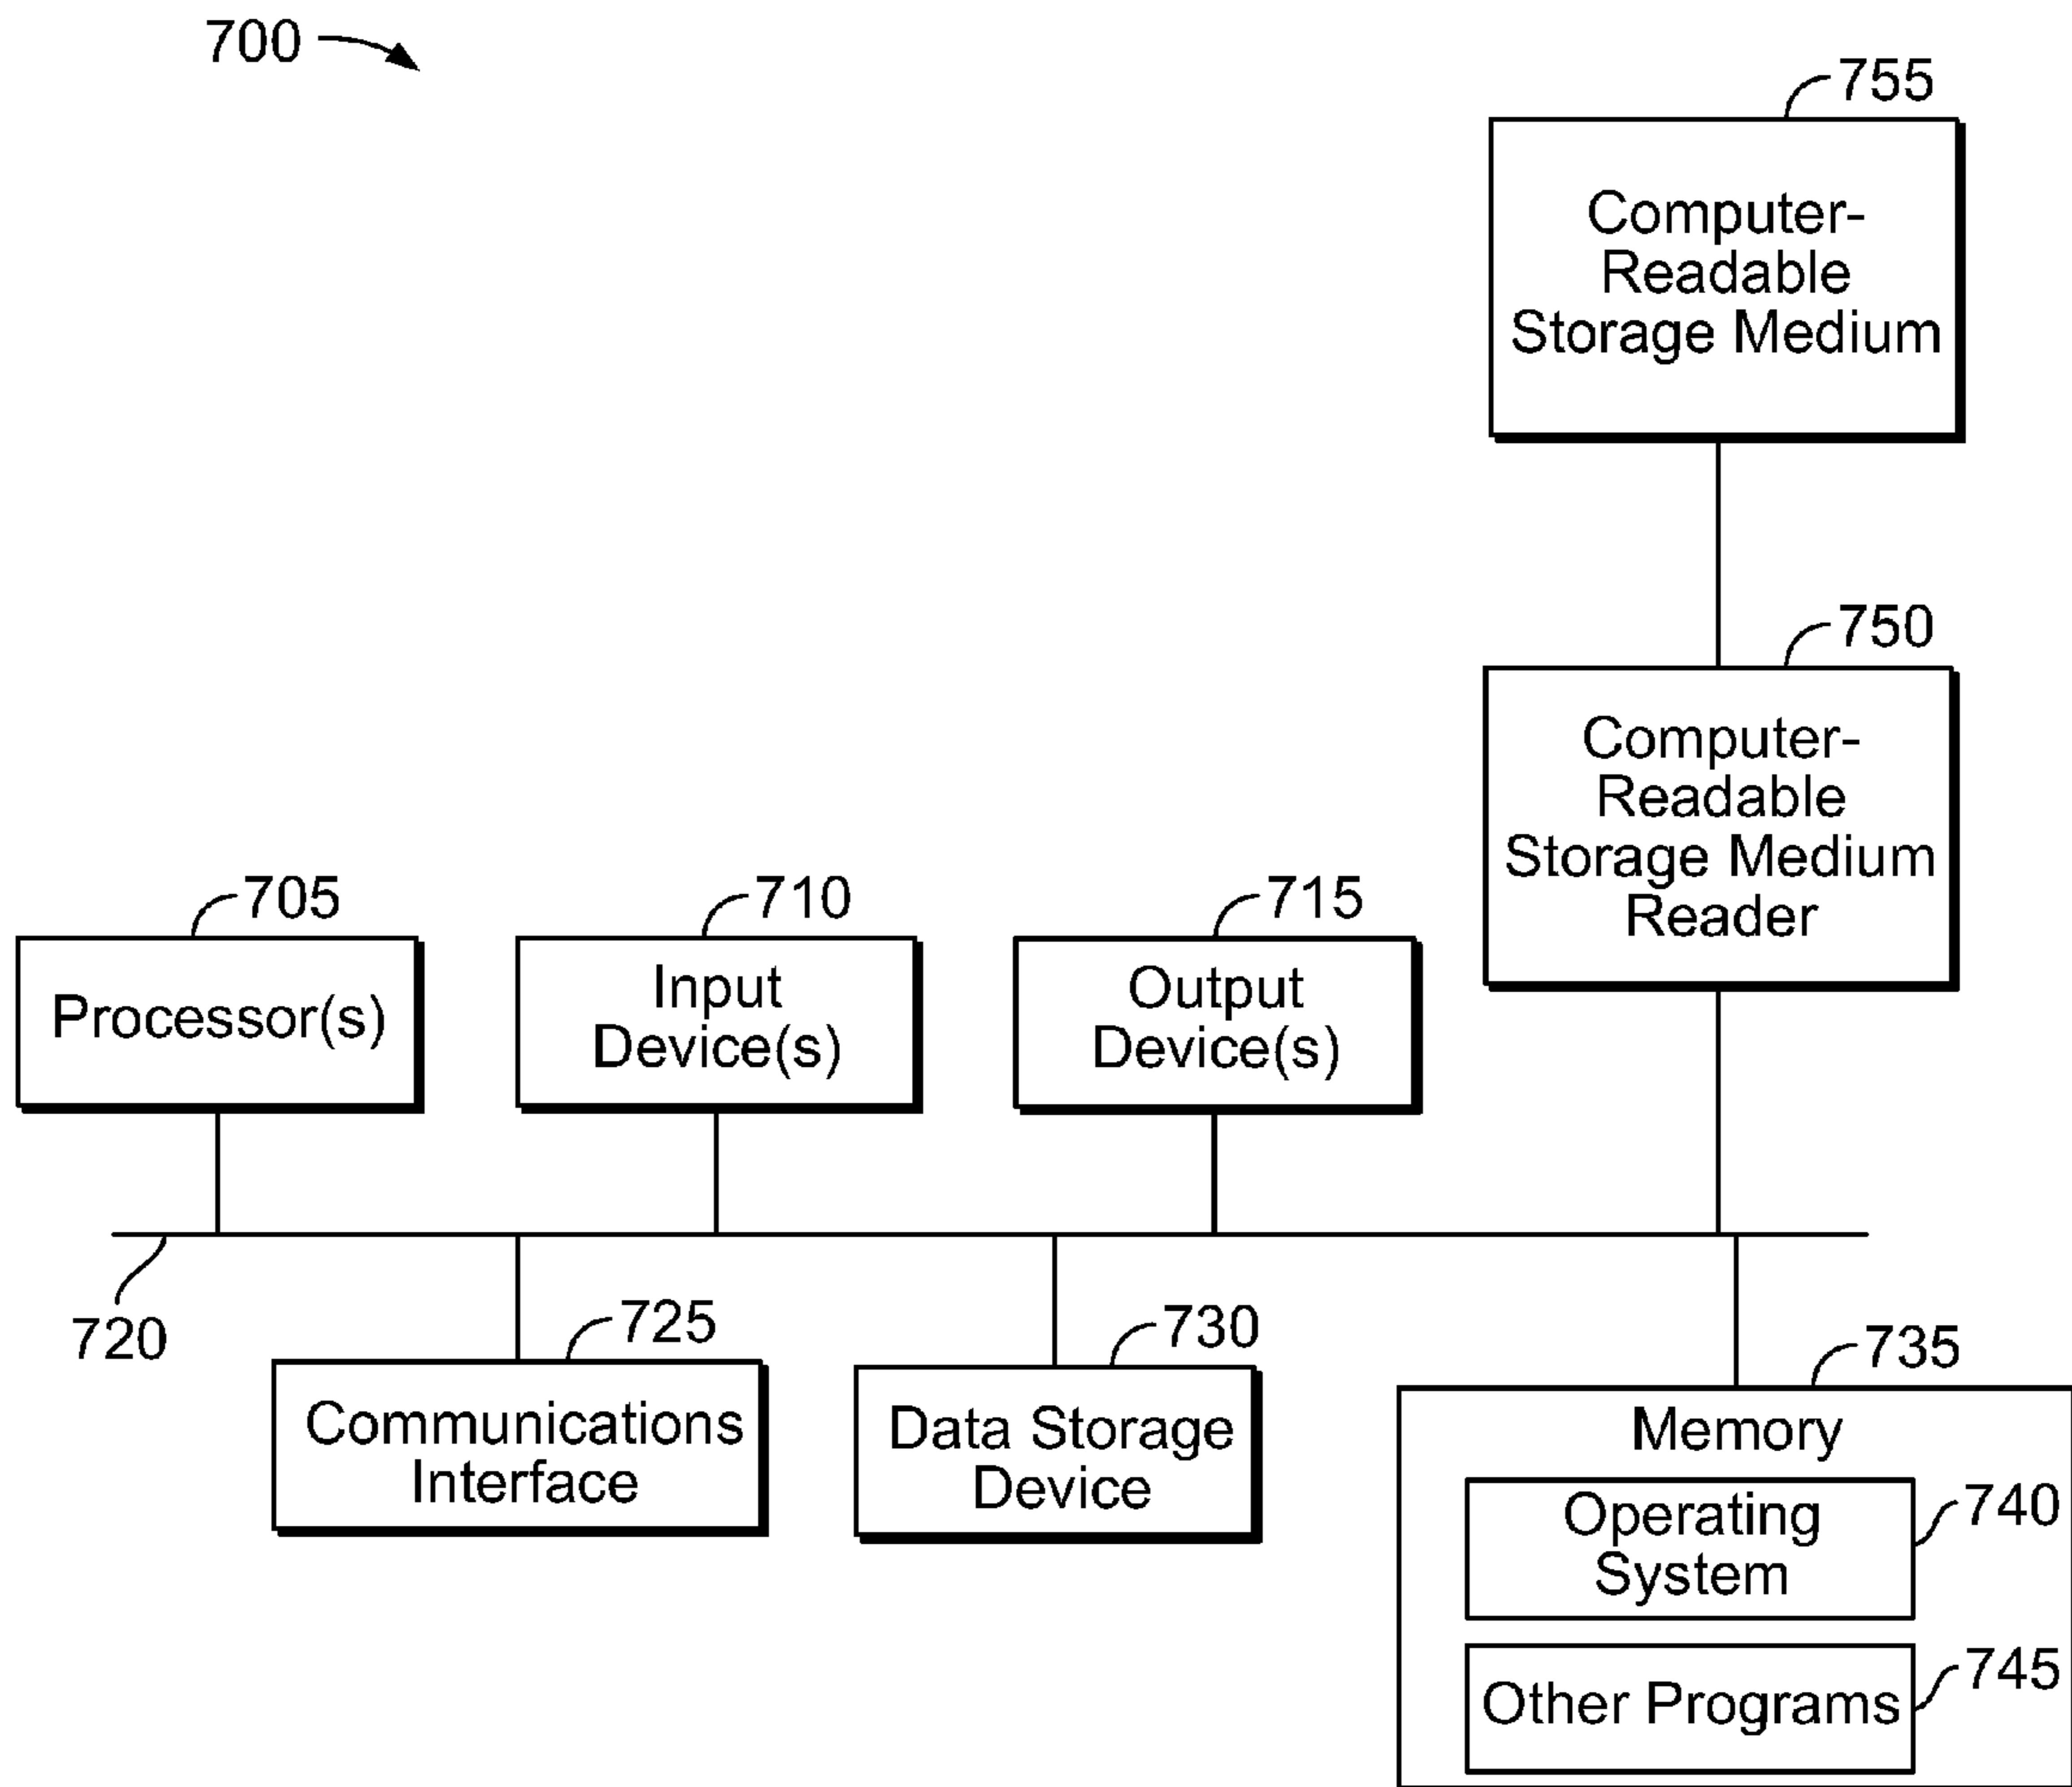 700
755
Computer-
Readable
Storage Medium
750
Computer-
Readable
Storage Medium
Reader
705
Processor(s)
710
Input
Device(s)
715
Output
Device(s)
720
725
Communications
Interface
730
Data Storage
Device
735
Memory
Operating
System
740
Other Programs
745